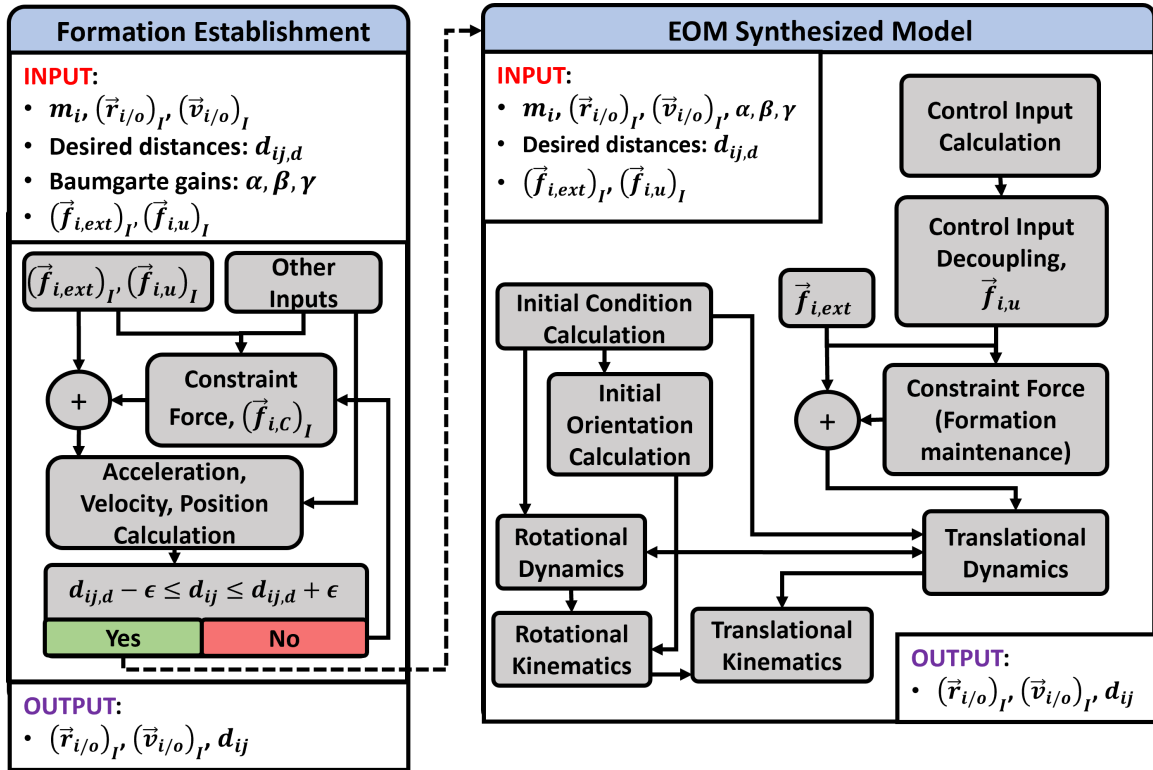 Formation Establishment
INPUT:
• m_i, (r⃗_{i/o})_I, (v⃗_{i/o})_I
• Desired distances: d_{ij,d}
• Baumgarte gains: α, β, γ
• (f⃗_{i,ext})_I, (f⃗_{i,u})_I
(f⃗_{i,ext})_I, (f⃗_{i,u})_I
Other
Inputs
+
Constraint
Force, (f⃗_{i,C})_I
Acceleration,
Velocity, Position
Calculation
d_{ij,d} − ϵ ≤ d_{ij} ≤ d_{ij,d} + ϵ
Yes
No
OUTPUT:
• (r⃗_{i/o})_I, (v⃗_{i/o})_I, d_{ij}
EOM Synthesized Model
INPUT:
• m_i, (r⃗_{i/o})_I, (v⃗_{i/o})_I, α, β, γ
• Desired distances: d_{ij,d}
• (f⃗_{i,ext})_I, (f⃗_{i,u})_I
Control Input
Calculation
Control Input
Decoupling,
f⃗_{i,u}
f⃗_{i,ext}
Initial Condition
Calculation
Initial
Orientation
Calculation
+
Constraint Force
(Formation
maintenance)
Rotational
Dynamics
Translational
Dynamics
Rotational
Kinematics
Translational
Kinematics
OUTPUT:
• (r⃗_{i/o})_I, (v⃗_{i/o})_I, d_{ij}